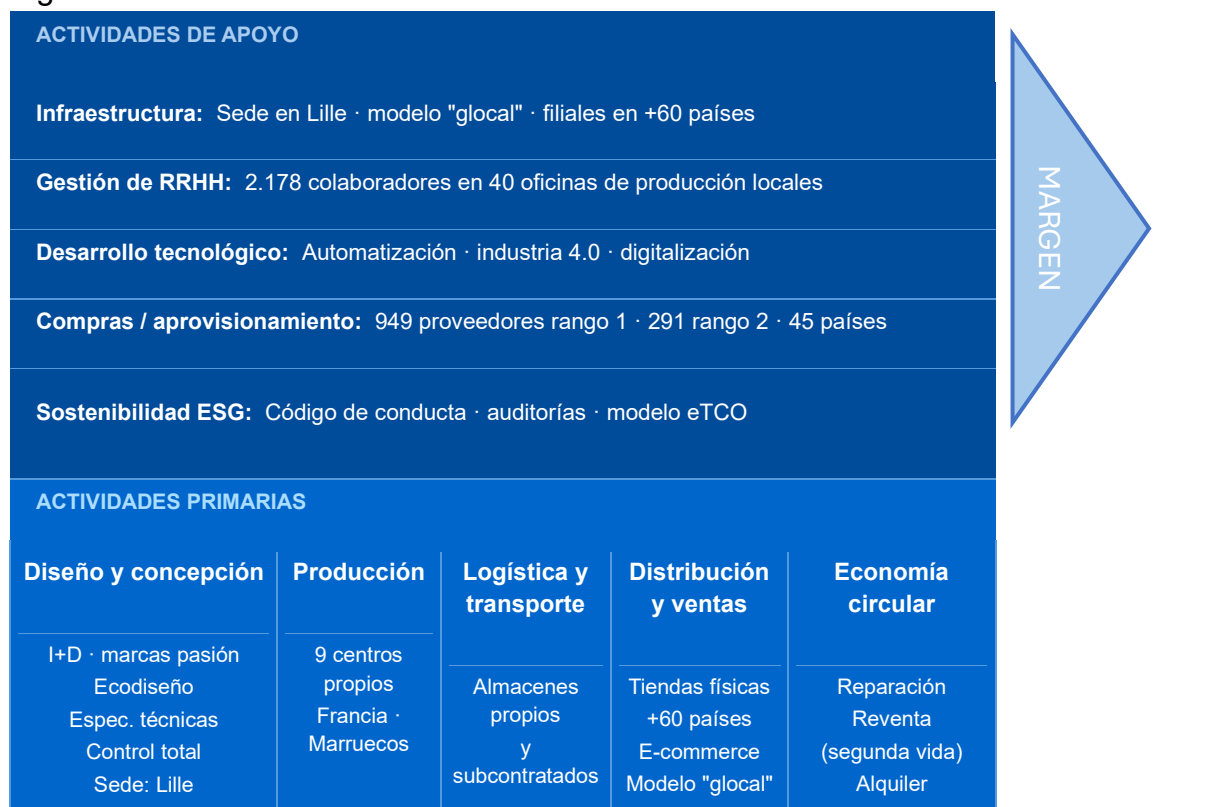 ACTIVIDADES DE APOYO
Infraestructura: Sede en Lille · modelo "glocal" · filiales en +60 países
Gestión de RRHH: 2.178 colaboradores en 40 oficinas de producción locales
Desarrollo tecnológico: Automatización · industria 4.0 · digitalización
Compras / aprovisionamiento: 949 proveedores rango 1 · 291 rango 2 · 45 países
Sostenibilidad ESG: Código de conducta · auditorías · modelo eTCO
MARGEN
ACTIVIDADES PRIMARIAS
Diseño y concepción
I+D · marcas pasión
Ecodiseño
Espec. técnicas
Control total
Sede: Lille
Producción
9 centros
propios
Francia ·
Marruecos
Logística y
transporte
Almacenes
propios
y
subcontratados
Distribución
y ventas
Tiendas físicas
+60 países
E-commerce
Modelo "glocal"
Economía
circular
Reparación
Reventa
(segunda vida)
Alquiler